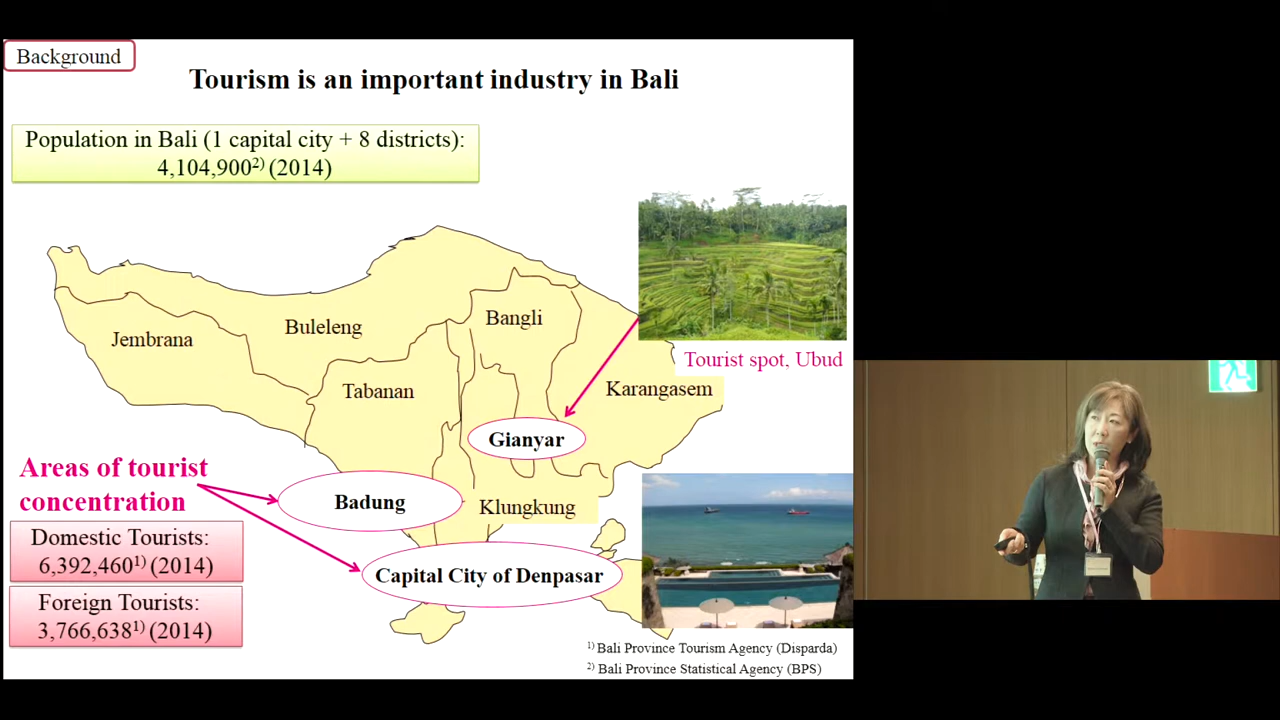 Background
Tourism is an important industry in Bali
Population in Bali (1 capital city + 8 districts):
4,104,900²⁾ (2014)
Jembrana
Buleleng
Bangli
Tabanan
Tourist spot, Ubud
Karangasem
Gianyar
Areas of tourist
concentration
Badung
Klungkung
Domestic Tourists:
6,392,460¹⁾ (2014)
Capital City of Denpasar
Foreign Tourists:
3,766,638¹⁾ (2014)
¹⁾ Bali Province Tourism Agency (Disparda)
²⁾ Bali Province Statistical Agency (BPS)